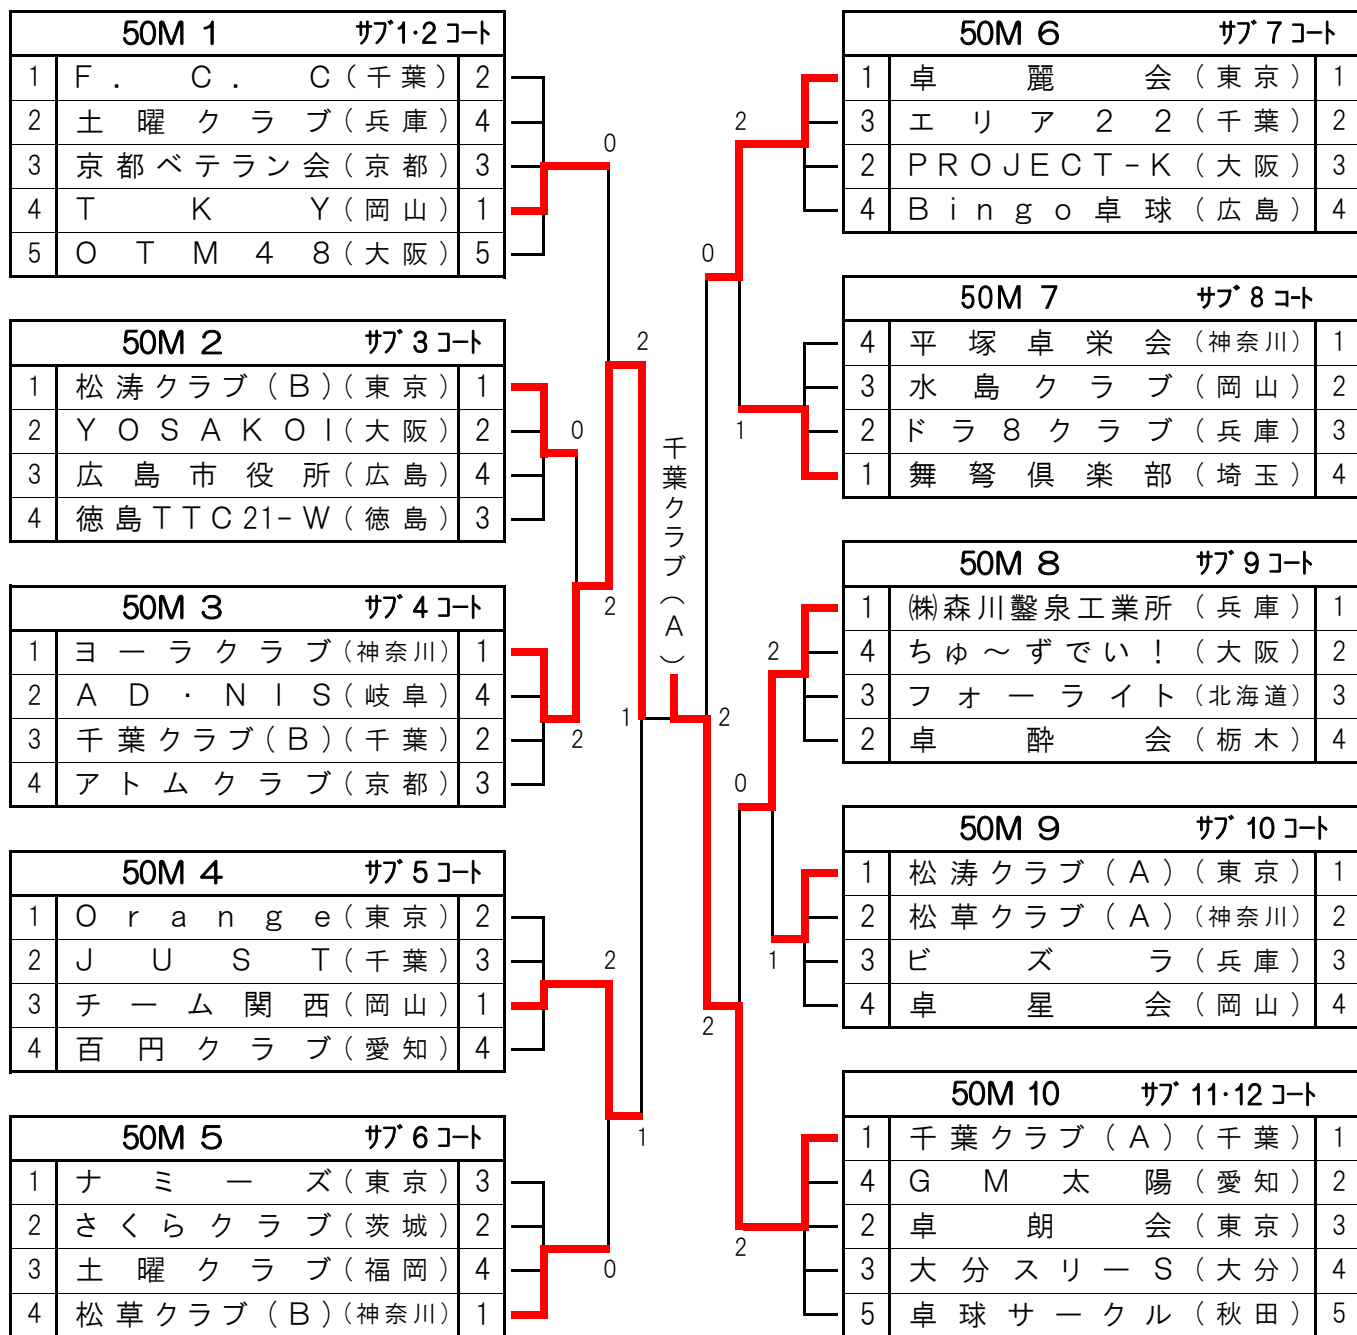 50M 1 サブ1・2コート
1 F.C.C(千葉) 2
2 土曜クラブ(兵庫) 4
3 京都ベテラン会(京都) 3
4 TKY(岡山) 1
5 OTM48(大阪) 5
50M 2 サブ3コート
1 松涛クラブ(B)(東京) 1
2 YOSAKOI(大阪) 2
3 広島市役所(広島) 4
4 徳島TTC21-W(徳島) 3
50M 3 サブ4コート
1 ヨーラクラブ(神奈川) 1
2 AD・NIS(岐阜) 4
3 千葉クラブ(B)(千葉) 2
4 アトムクラブ(京都) 3
50M 4 サブ5コート
1 Orange(東京) 2
2 JUST(千葉) 3
3 チーム関西(岡山) 1
4 百円クラブ(愛知) 4
50M 5 サブ6コート
1 ナミーズ(東京) 3
2 さくらクラブ(茨城) 2
3 土曜クラブ(福岡) 4
4 松草クラブ(B)(神奈川) 1
0
2
0
2
2
1
2
1
0
千葉クラブ(A)
2
0
1
2
2
0
1
2
2
50M 6 サブ7コート
1 卓麗会(東京) 1
3 エリア22(千葉) 2
2 PROJECT-K(大阪) 3
4 Bingo卓球(広島) 4
50M 7 サブ8コート
4 平塚卓栄会(神奈川) 1
3 水島クラブ(岡山) 2
2 ドラ8クラブ(兵庫) 3
1 舞弩倶楽部(埼玉) 4
50M 8 サブ9コート
1 ㈱森川鑿泉工業所(兵庫) 1
4 ちゅ～ずでい!(大阪) 2
3 フォーライト(北海道) 3
2 卓酔会(栃木) 4
50M 9 サブ10コート
1 松涛クラブ(A)(東京) 1
2 松草クラブ(A)(神奈川) 2
3 ビズラ(兵庫) 3
4 卓星会(岡山) 4
50M 10 サブ11・12コート
1 千葉クラブ(A)(千葉) 1
4 GM太陽(愛知) 2
2 卓朗会(東京) 3
3 大分スリーS(大分) 4
5 卓球サークル(秋田) 5